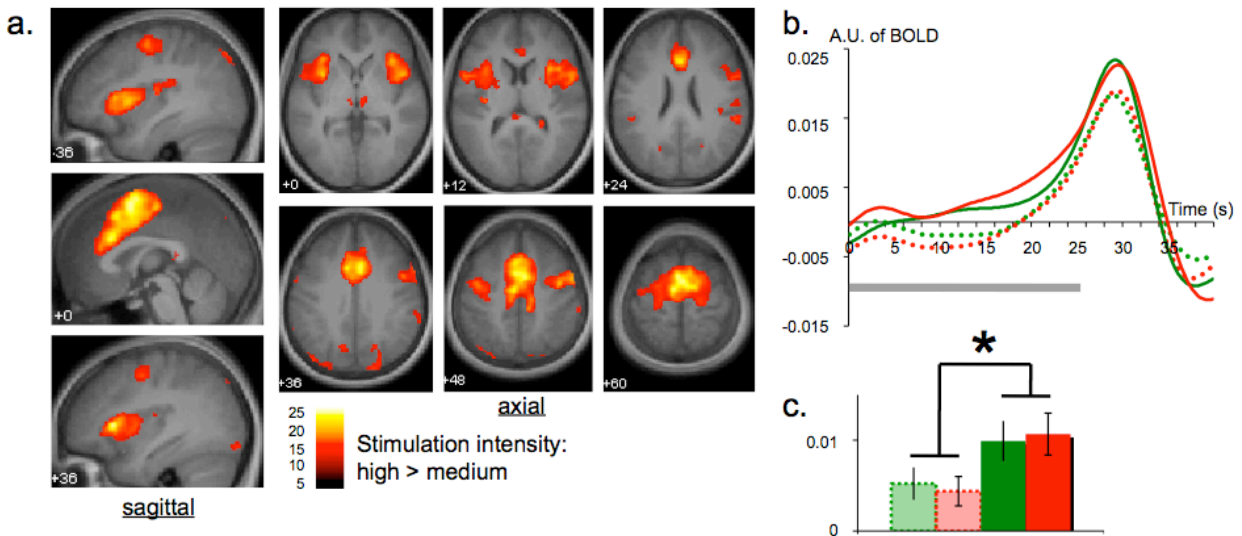 a.
-36
+0
+36
sagittal
+0
+12
+24
+36
+48
+60
axial
25
20
15
10
5
Stimulation intensity:
high > medium
b.
A.U. of BOLD
0.025
0.015
0.005
-0.005
-0.015
Time (s)
0 5 10 15 20 25 30 35
*
c.
0.01
0